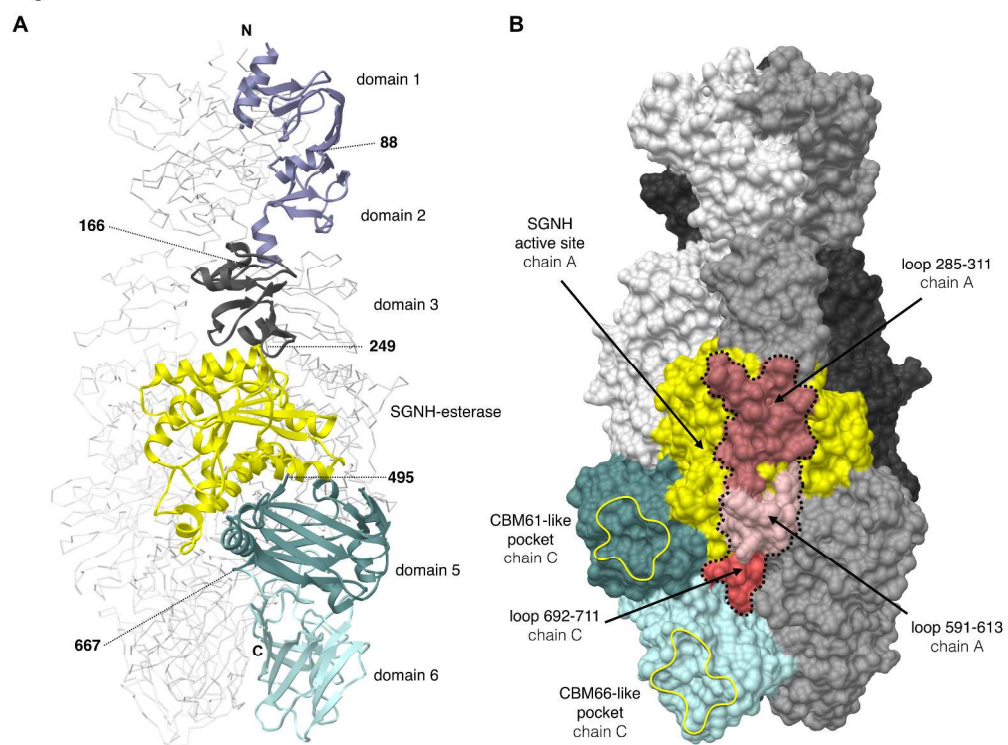 A
N
domain 1
88
domain 2
166
domain 3
249
SGNH-esterase
495
domain 5
667
C
domain 6
B
SGNH
active site
chain A
loop 285-311
chain A
CBM61-like
pocket
chain C
loop 692-711
chain C
loop 591-613
chain A
CBM66-like
pocket
chain C